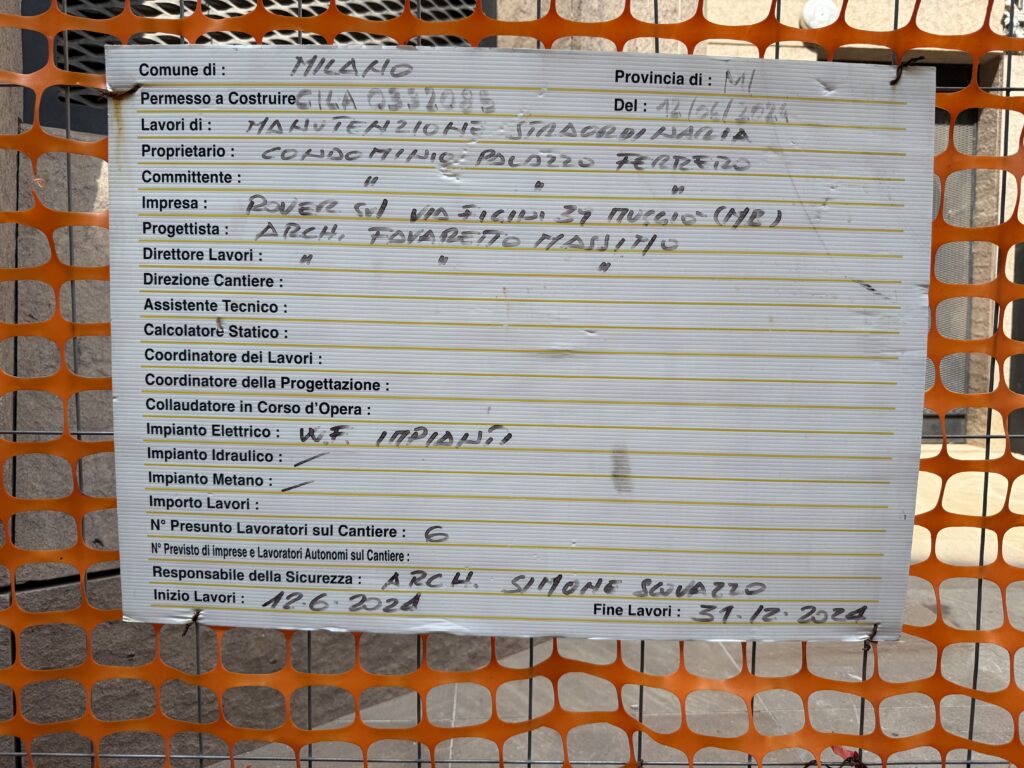 Comune di : MILANO Provincia di : MI
Permesso a Costruire CILA 0332083 Del : 12/06/2024
Lavori di : MANUTENZIONE STRAORDINARIA
Proprietario : CONDOMINIO PALAZZO FERRERO
Committente : " " "
Impresa : ROVER srl VIA FICINI 39 MUGGIO' (MB)
Progettista : ARCH. FAVARETTO MASSIMO
Direttore Lavori : " " "
Direzione Cantiere :
Assistente Tecnico :
Calcolatore Statico :
Coordinatore dei Lavori :
Coordinatore della Progettazione :
Collaudatore in Corso d'Opera :
Impianto Elettrico : W.F. IMPIANTI
Impianto Idraulico : /
Impianto Metano : /
Importo Lavori :
N° Presunto Lavoratori sul Cantiere : 6
N° Previsto di imprese e Lavoratori Autonomi sul Cantiere :
Responsabile della Sicurezza : ARCH. SIMONE
Inizio Lavori : 12.6.2024 Fine Lavori : 31.12.2024